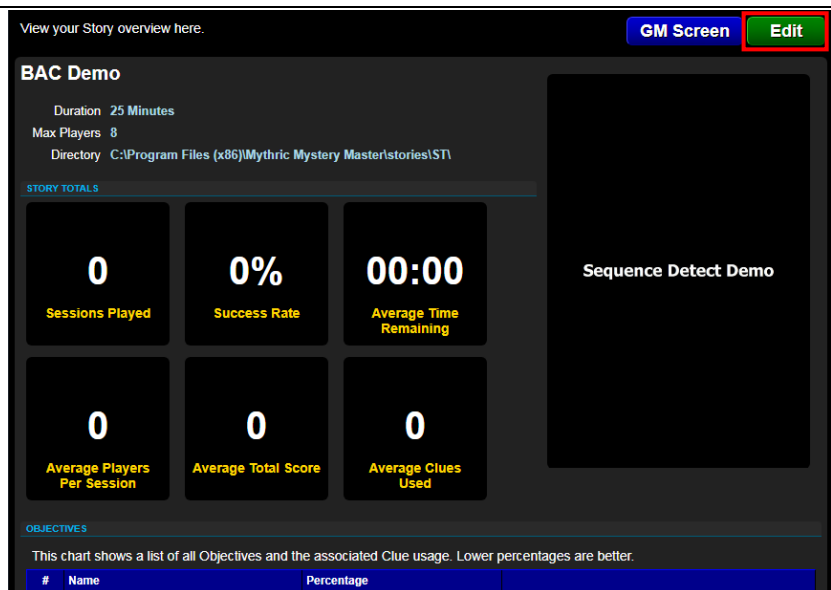 View your Story overview here.
GM Screen
Edit
BAC Demo
Duration 25 Minutes
Max Players 8
Directory C:\Program Files (x86)\Mythric Mystery Master\stories\ST\
STORY TOTALS
0
Sessions Played
0%
Success Rate
00:00
Average Time
Remaining
Sequence Detect Demo
0
Average Players
Per Session
0
Average Total Score
0
Average Clues
Used
OBJECTIVES
This chart shows a list of all Objectives and the associated Clue usage. Lower percentages are better.
# Name Percentage